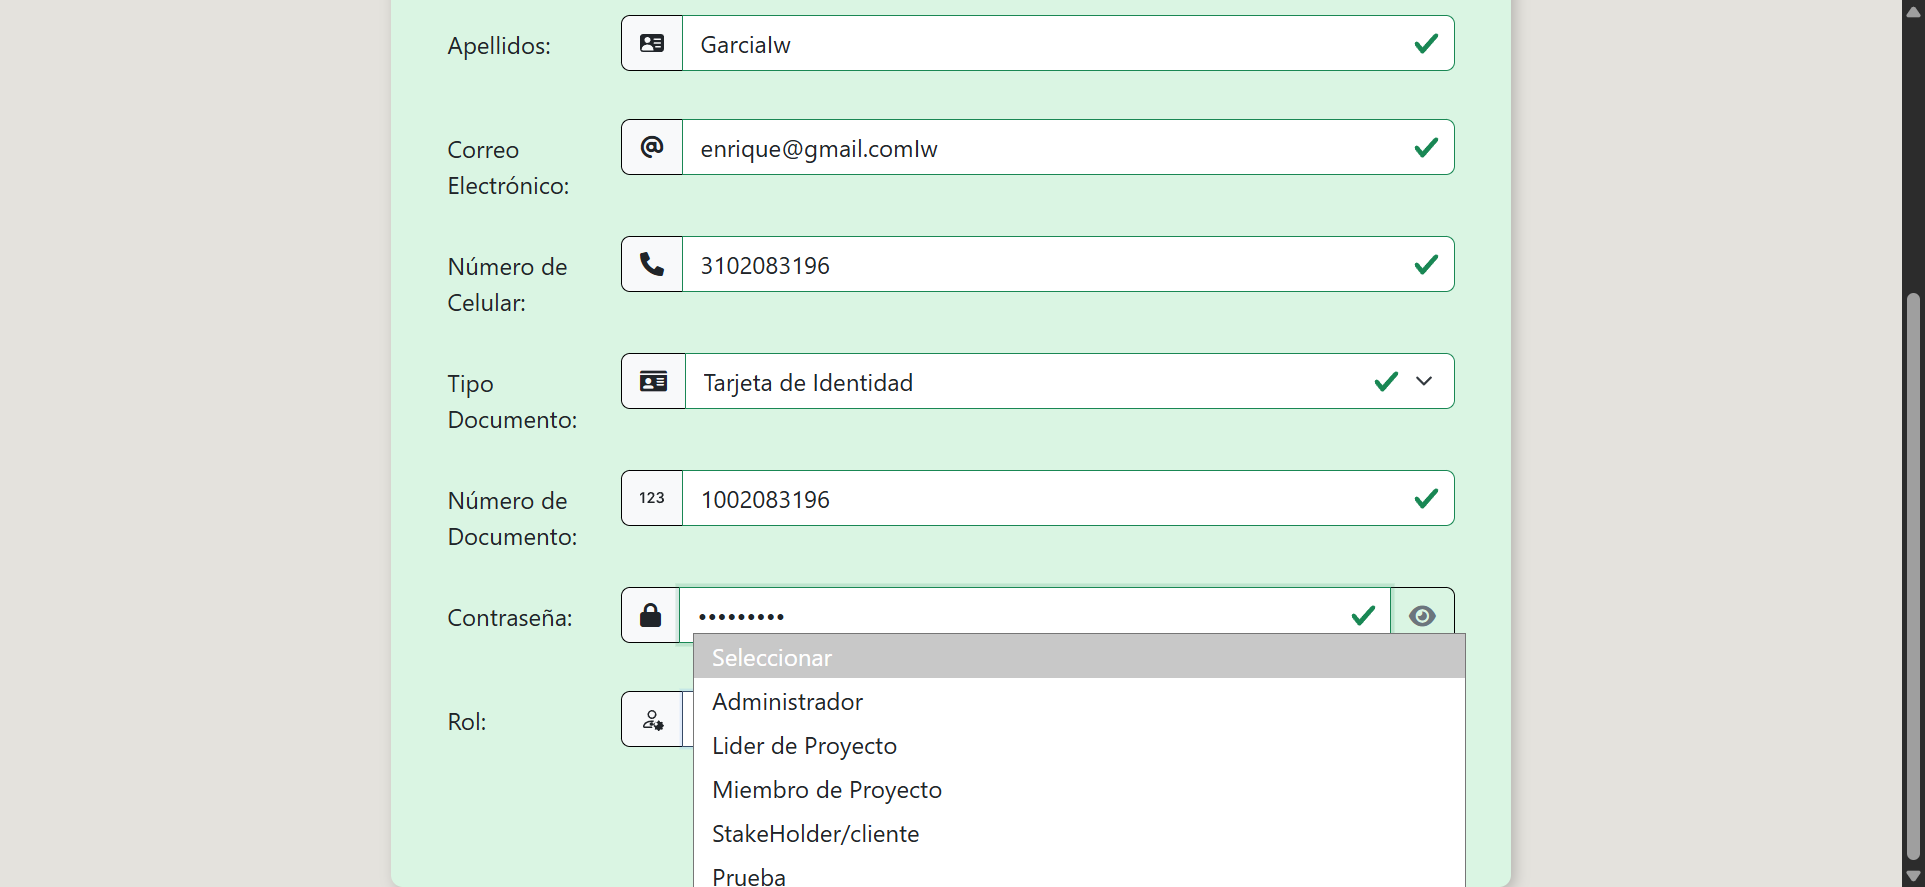 Apellidos:
Garcialw
Correo
Electrónico:
enrique@gmail.comlw
Número de
Celular:
3102083196
Tipo
Documento:
Tarjeta de Identidad
Número de
Documento:
123
1002083196
Contraseña:
•••••••••
Seleccionar
Administrador
Rol:
Lider de Proyecto
Miembro de Proyecto
StakeHolder/cliente
Prueba